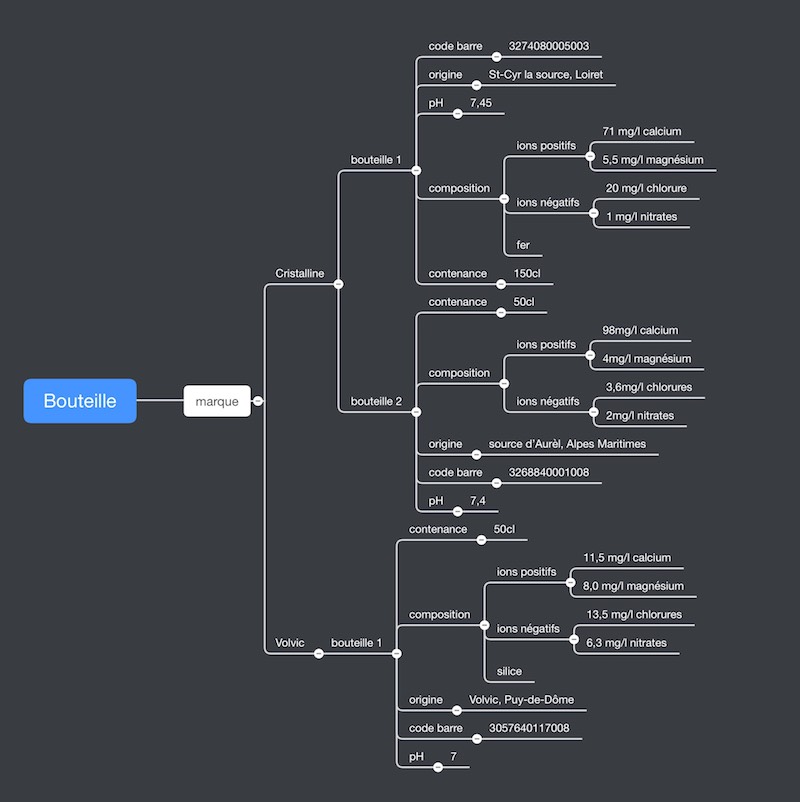 Bouteille
marque
Cristalline
bouteille 1
code barre
3274080005003
origine
St-Cyr la source, Loiret
pH
7,45
composition
ions positifs
71 mg/l calcium
5,5 mg/l magnésium
ions négatifs
20 mg/l chlorure
1 mg/l nitrates
fer
contenance
150cl
bouteille 2
contenance
50cl
composition
ions positifs
98mg/l calcium
4mg/l magnésium
ions négatifs
3,6mg/l chlorures
2mg/l nitrates
origine
source d'Aurèl, Alpes Maritimes
code barre
3268840001008
pH
7,4
Volvic
bouteille 1
contenance
50cl
composition
ions positifs
11,5 mg/l calcium
8,0 mg/l magnésium
ions négatifs
13,5 mg/l chlorures
6,3 mg/l nitrates
silice
origine
Volvic, Puy-de-Dôme
code barre
3057640117008
pH
7